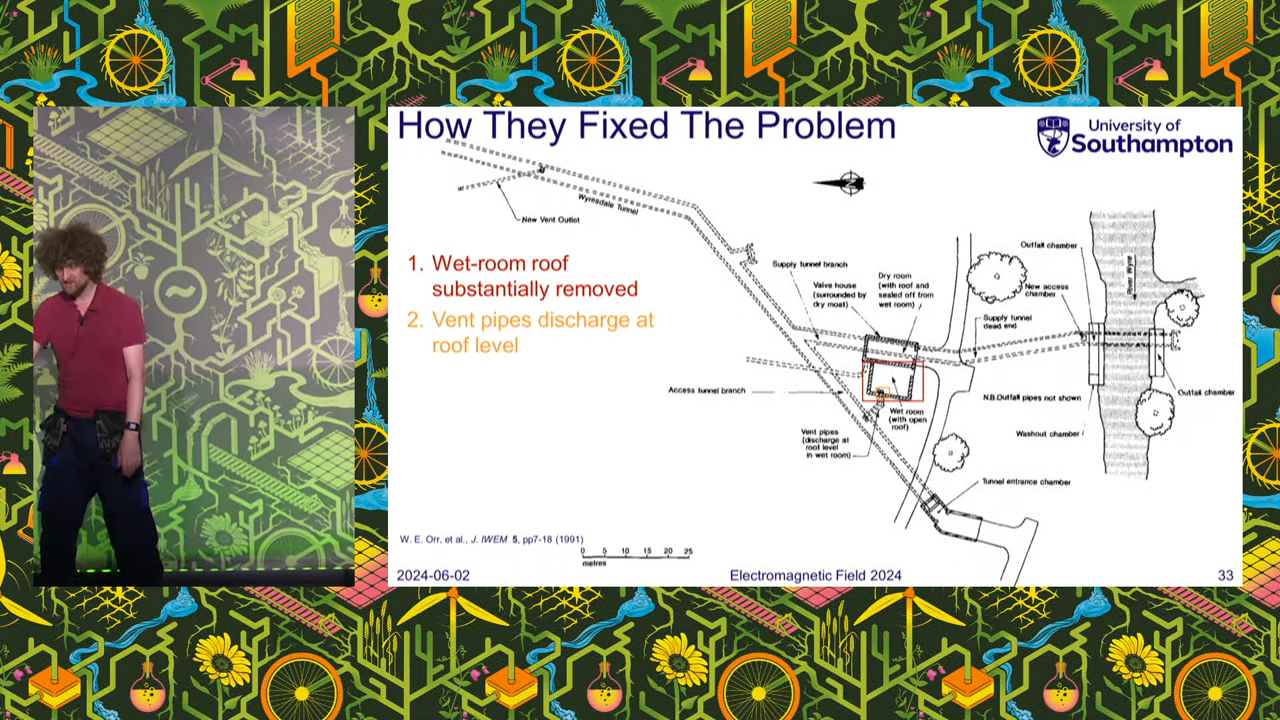 How They Fixed The Problem
University of
Southampton
Wyresdale Tunnel
New Vent Outlet
1. Wet-room roof
substantially removed
2. Vent pipes discharge at
roof level
Supply tunnel branch
Valve house
(surrounded by
dry moat)
Dry room
(with roof and
sealed off from
wet room)
Outfall chamber
New access
chamber
River Wyre
Supply tunnel
dead end
Access tunnel branch
Wet room
(with open
roof)
N.B.Outfall pipes not shown
Outfall chamber
Vent pipes
(discharge at
roof level
in wet room)
Washout chamber
Tunnel entrance chamber
W. E. Orr, et al., J. IWEM 5, pp7-18 (1991)
0 5 10 15 20 25
metres
2024-06-02
Electromagnetic Field 2024
33